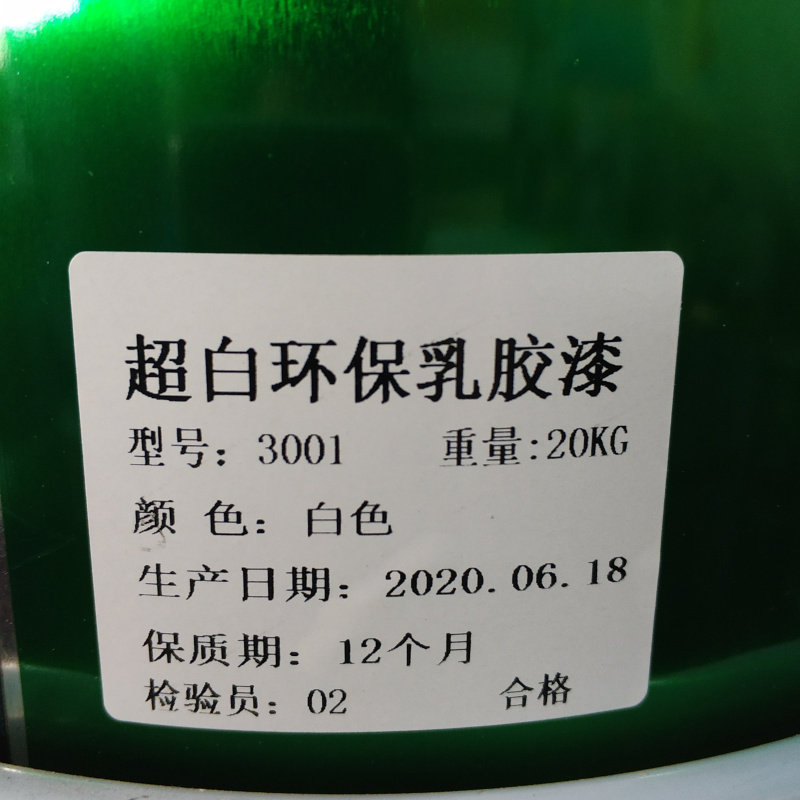 超白环保乳胶漆
型号：3001 重量:20KG
颜 色：白色
生产日期：2020.06.18
保质期：12个月
检验员：02 合格